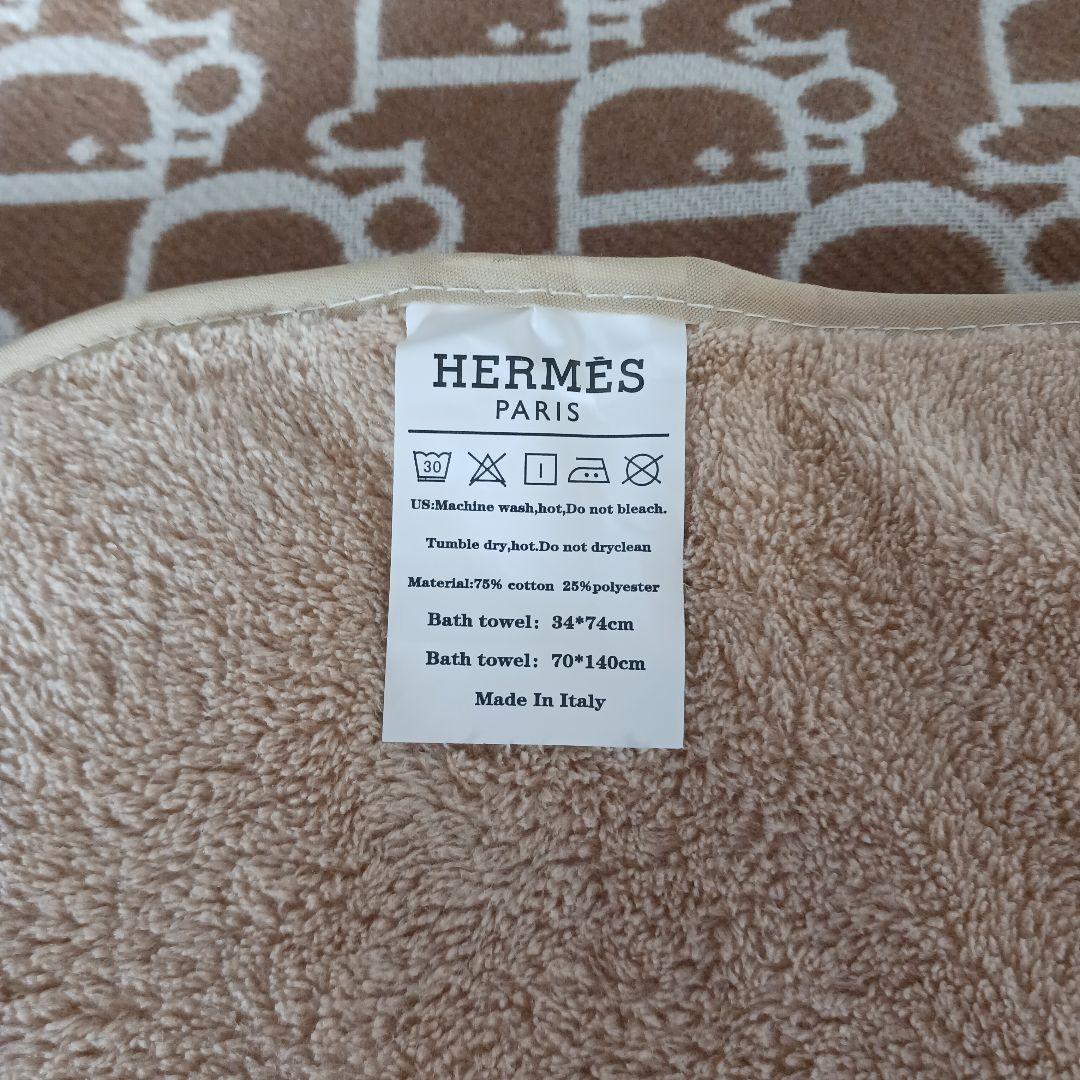 HERMÈS
PARIS
30
US:Machine wash,hot,Do not bleach.
Tumble dry,hot.Do not dryclean
Material:75% cotton 25%polyester
Bath towel: 34*74cm
Bath towel: 70*140cm
Made In Italy